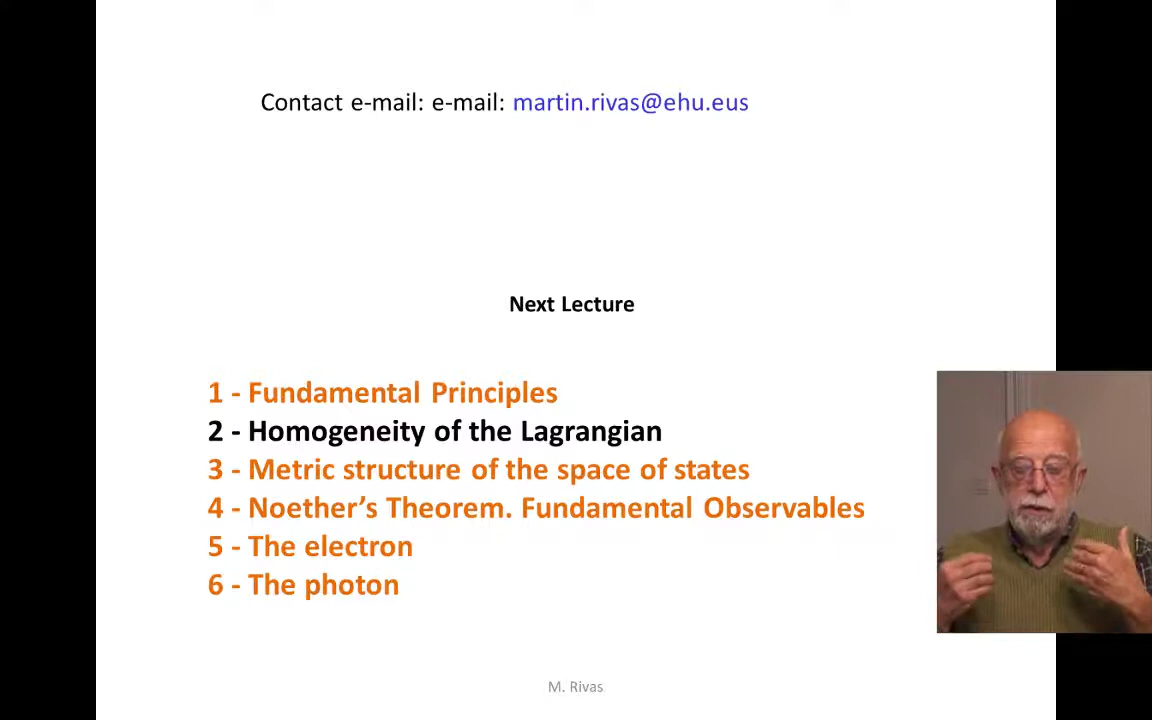 Contact e-mail: e-mail: martin.rivas@ehu.eus
Next Lecture
1 - Fundamental Principles
2 - Homogeneity of the Lagrangian
3 - Metric structure of the space of states
4 - Noether’s Theorem. Fundamental Observables
5 - The electron
6 - The photon
M. Rivas